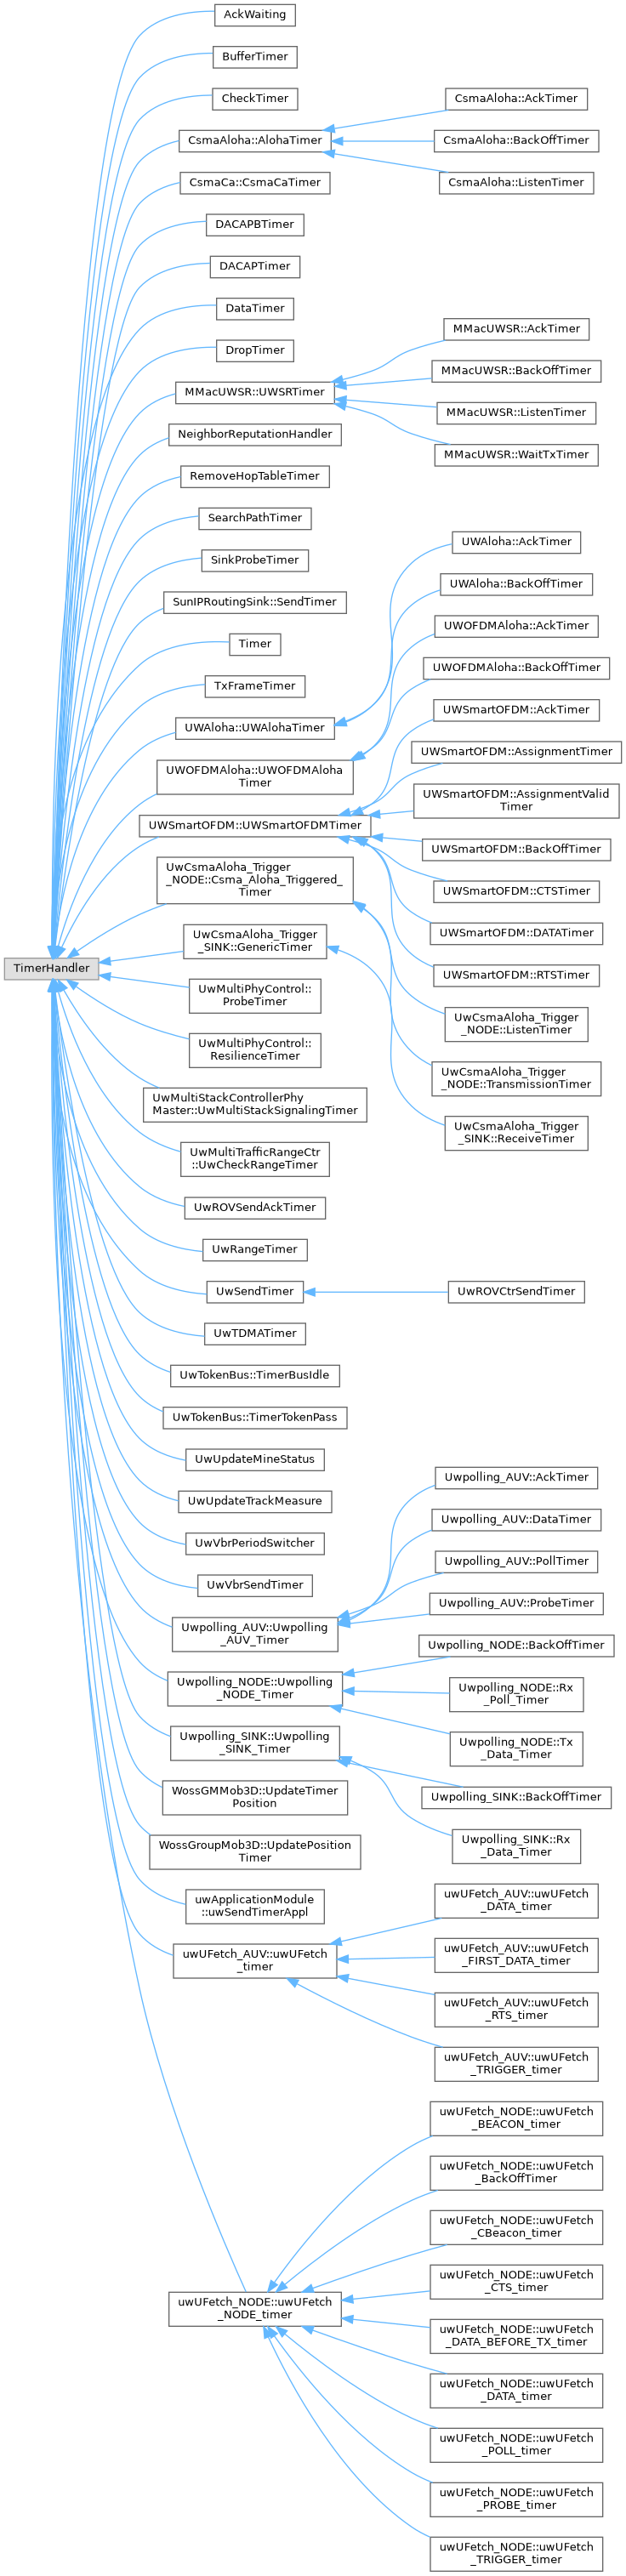 AckWaiting
BufferTimer
CheckTimer
CsmaAloha::AckTimer
CsmaAloha::AlohaTimer
CsmaAloha::BackOffTimer
CsmaCa::CsmaCaTimer
CsmaAloha::ListenTimer
DACAPBTimer
DACAPTimer
DataTimer
MMacUWSR::AckTimer
DropTimer
MMacUWSR::BackOffTimer
MMacUWSR::UWSRTimer
MMacUWSR::ListenTimer
NeighborReputationHandler
MMacUWSR::WaitTxTimer
RemoveHopTableTimer
SearchPathTimer
UWAloha::AckTimer
SinkProbeTimer
UWAloha::BackOffTimer
SunIPRoutingSink::SendTimer
UWOFDMAloha::AckTimer
Timer
UWOFDMAloha::BackOffTimer
TxFrameTimer
UWSmartOFDM::AckTimer
UWAloha::UWAlohaTimer
UWSmartOFDM::AssignmentTimer
UWOFDMAloha::UWOFDMAloha
Timer
UWSmartOFDM::AssignmentValid
Timer
UWSmartOFDM::UWSmartOFDMTimer
UWSmartOFDM::BackOffTimer
UwCsmaAloha_Trigger
_NODE::Csma_Aloha_Triggered_
Timer
UWSmartOFDM::CTSTimer
UWSmartOFDM::DATATimer
UwCsmaAloha_Trigger
_SINK::GenericTimer
TimerHandler
UWSmartOFDM::RTSTimer
UwMultiPhyControl::
ProbeTimer
UwCsmaAloha_Trigger
_NODE::ListenTimer
UwMultiPhyControl::
ResilienceTimer
UwCsmaAloha_Trigger
_NODE::TransmissionTimer
UwMultiStackControllerPhy
Master::UwMultiStackSignalingTimer
UwCsmaAloha_Trigger
_SINK::ReceiveTimer
UwMultiTrafficRangeCtr
::UwCheckRangeTimer
UwROVSendAckTimer
UwRangeTimer
UwSendTimer
UwROVCtrSendTimer
UwTDMATimer
UwTokenBus::TimerBusIdle
UwTokenBus::TimerTokenPass
UwUpdateMineStatus
Uwpolling_AUV::AckTimer
UwUpdateTrackMeasure
Uwpolling_AUV::DataTimer
UwVbrPeriodSwitcher
Uwpolling_AUV::PollTimer
UwVbrSendTimer
Uwpolling_AUV::ProbeTimer
Uwpolling_AUV::Uwpolling
_AUV_Timer
Uwpolling_NODE::BackOffTimer
Uwpolling_NODE::Uwpolling
_NODE_Timer
Uwpolling_NODE::Rx
_Poll_Timer
Uwpolling_SINK::Uwpolling
_SINK_Timer
Uwpolling_NODE::Tx
_Data_Timer
WossGMMob3D::UpdateTimer
Position
Uwpolling_SINK::BackOffTimer
WossGroupMob3D::UpdatePosition
Timer
Uwpolling_SINK::Rx
_Data_Timer
uwApplicationModule
::uwSendTimerAppl
uwUFetch_AUV::uwUFetch
_DATA_timer
uwUFetch_AUV::uwUFetch
_timer
uwUFetch_AUV::uwUFetch
_FIRST_DATA_timer
uwUFetch_AUV::uwUFetch
_RTS_timer
uwUFetch_AUV::uwUFetch
_TRIGGER_timer
uwUFetch_NODE::uwUFetch
_BEACON_timer
uwUFetch_NODE::uwUFetch
_BackOffTimer
uwUFetch_NODE::uwUFetch
_CBeacon_timer
uwUFetch_NODE::uwUFetch
_CTS_timer
uwUFetch_NODE::uwUFetch
_NODE_timer
uwUFetch_NODE::uwUFetch
_DATA_BEFORE_TX_timer
uwUFetch_NODE::uwUFetch
_DATA_timer
uwUFetch_NODE::uwUFetch
_POLL_timer
uwUFetch_NODE::uwUFetch
_PROBE_timer
uwUFetch_NODE::uwUFetch
_TRIGGER_timer